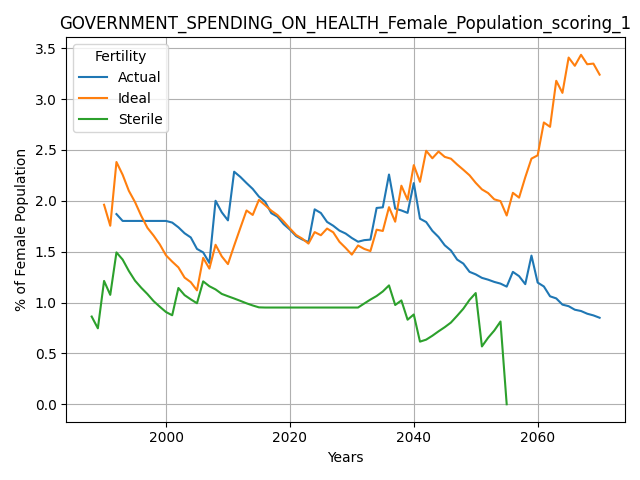 GOVERNMENT_SPENDING_ON_HEALTH_Female_Population_scoring_1
Fertility
Actual
Ideal
Sterile
% of Female Population
3.5
3.0
2.5
2.0
1.5
1.0
0.5
0.0
2000 2020 2040 2060
Years